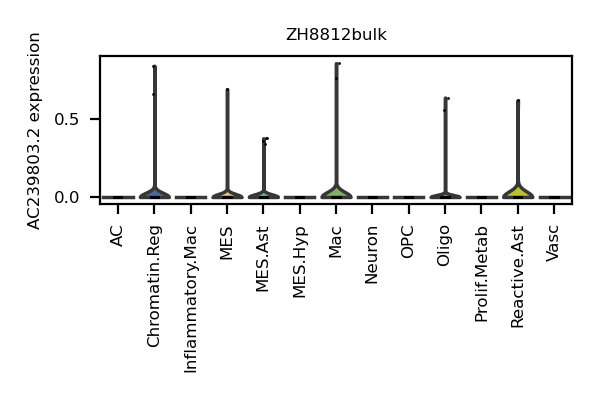 ZH8812bulk
AC239803.2 expression
0.5
0.0
AC
Chromatin.Reg
Inflammatory.Mac
MES
MES.Ast
MES.Hyp
Mac
Neuron
OPC
Oligo
Prolif.Metab
Reactive.Ast
Vasc